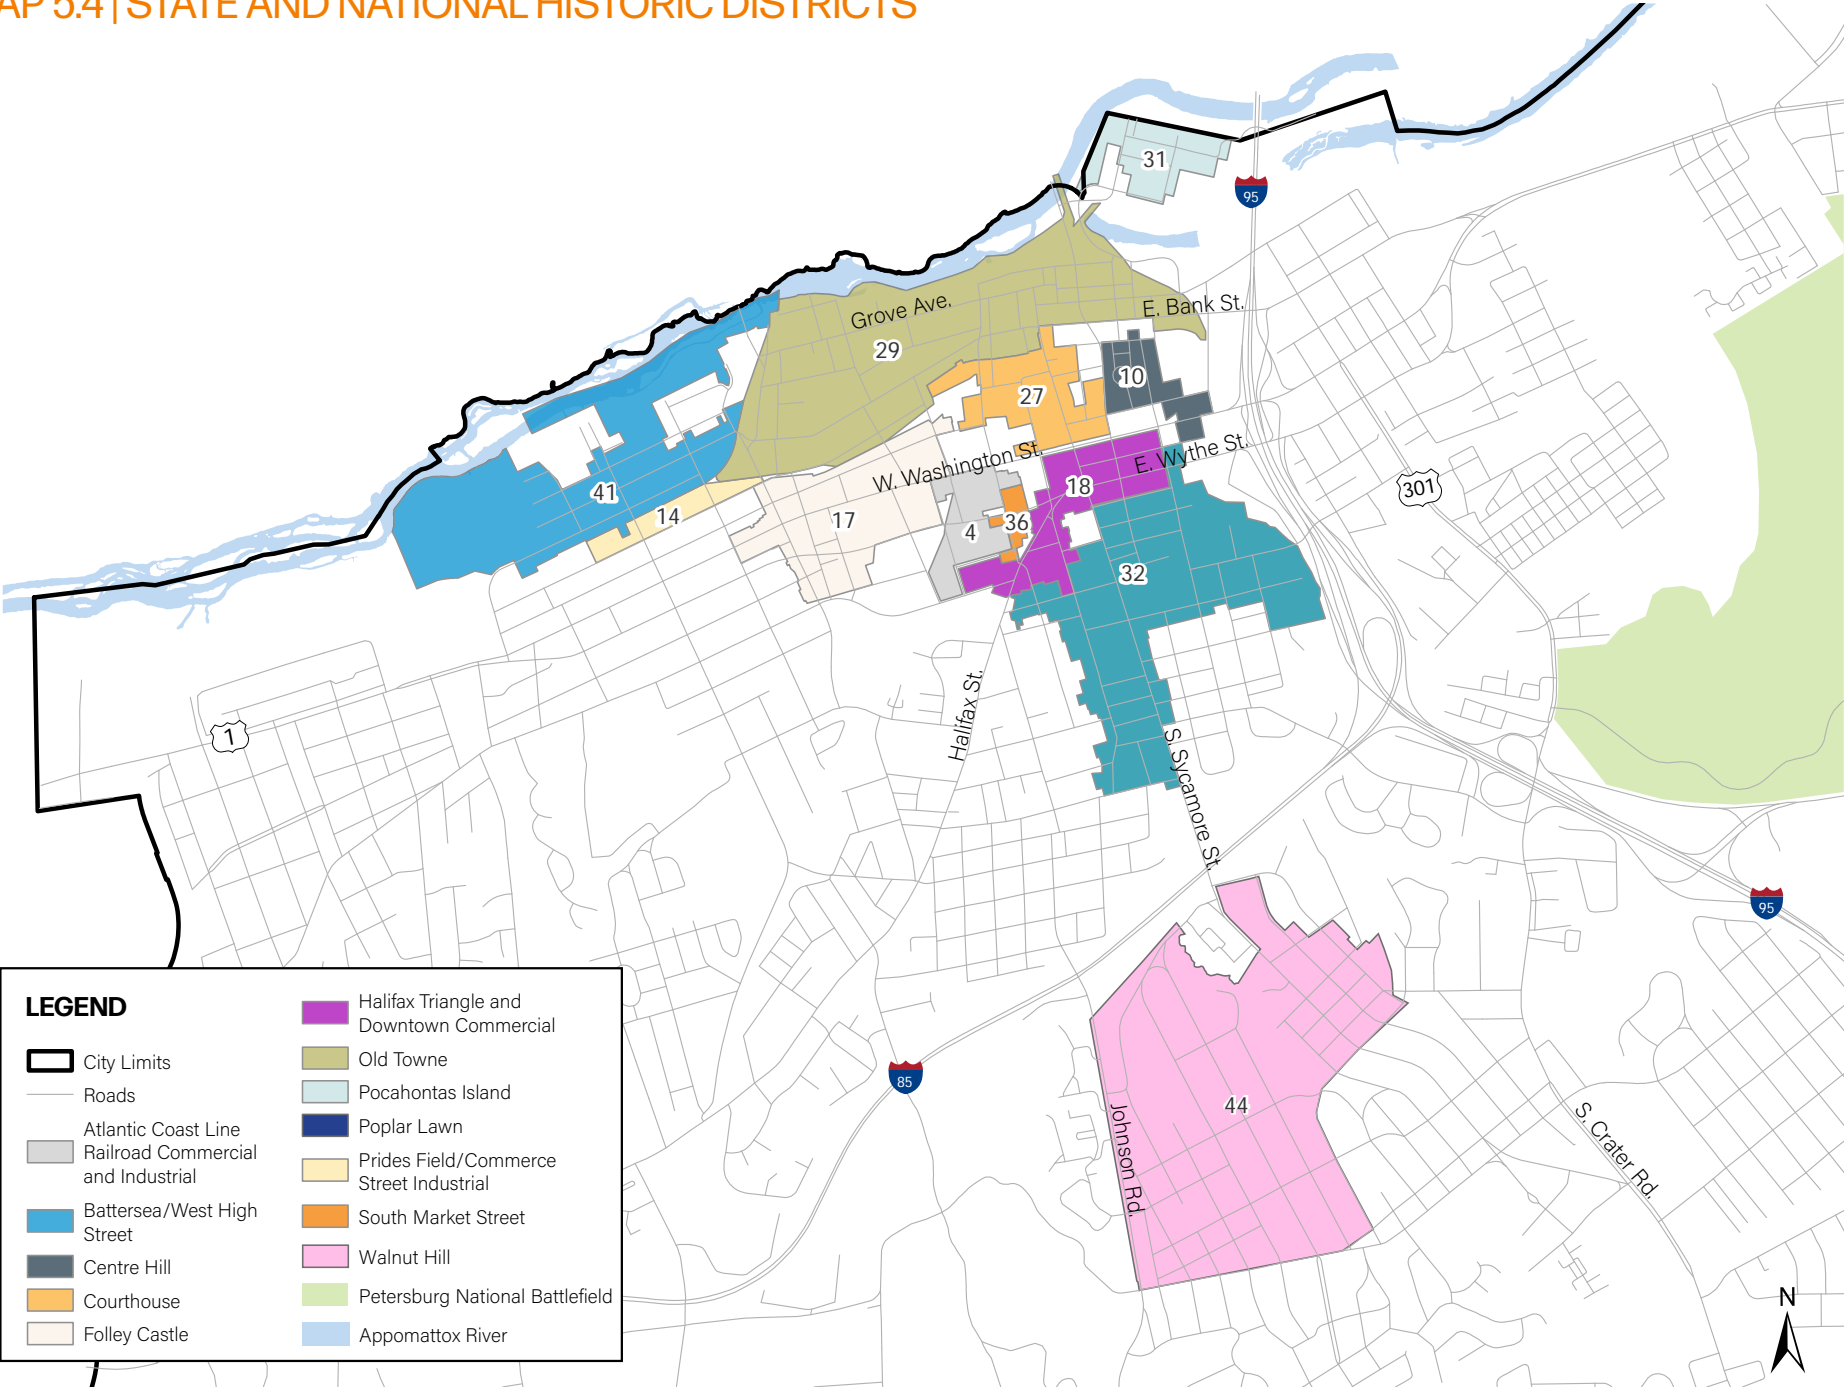 AP 5.4 | STATE AND NATIONAL HISTORIC DISTRICTS
31
95
E. Bank St.
Grove Ave.
29
10
27
E. Wythe St.
W. Washington St.
301
41
14
17
18
4
36
32
Halifax St.
1
S. Sycamore St.
95
85
44
Johnson Rd.
S. Crater Rd.
N
LEGEND
City Limits
Roads
Atlantic Coast Line
Railroad Commercial
and Industrial
Battersea/West High
Street
Centre Hill
Courthouse
Folley Castle
Halifax Triangle and
Downtown Commercial
Old Towne
Pocahontas Island
Poplar Lawn
Prides Field/Commerce
Street Industrial
South Market Street
Walnut Hill
Petersburg National Battlefield
Appomattox River